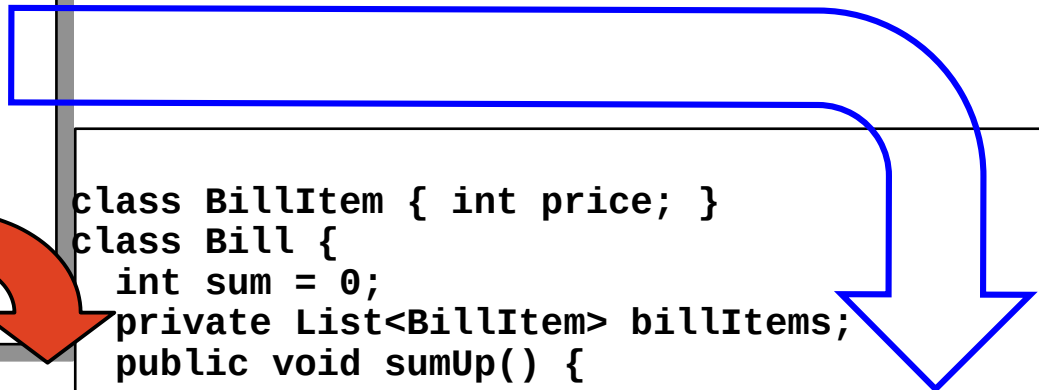 class BillItem { int price; }
class Bill {
  int sum = 0;
  private List<BillItem> billItems;
  public void sumUp() {